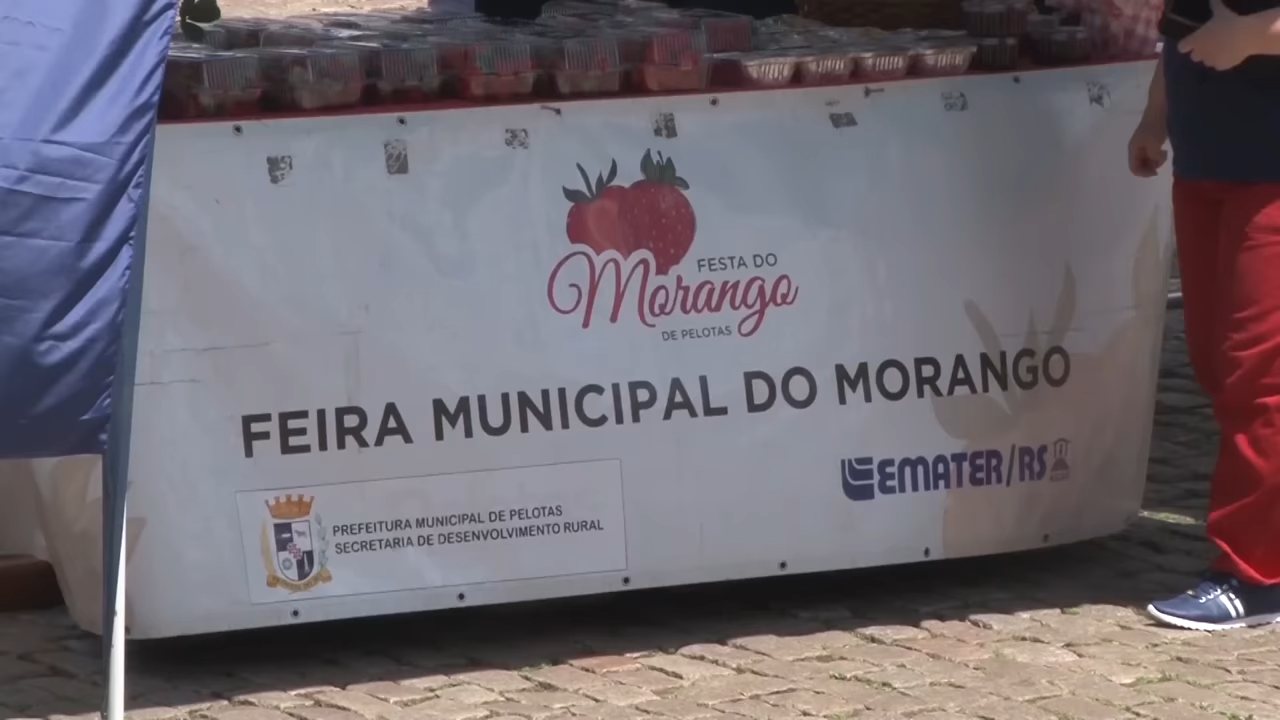 FESTA DO
Morango
DE PELOTAS
FEIRA MUNICIPAL DO MORANGO
EMATER/RS
PREFEITURA MUNICIPAL DE PELOTAS
SECRETARIA DE DESENVOLVIMENTO RURAL